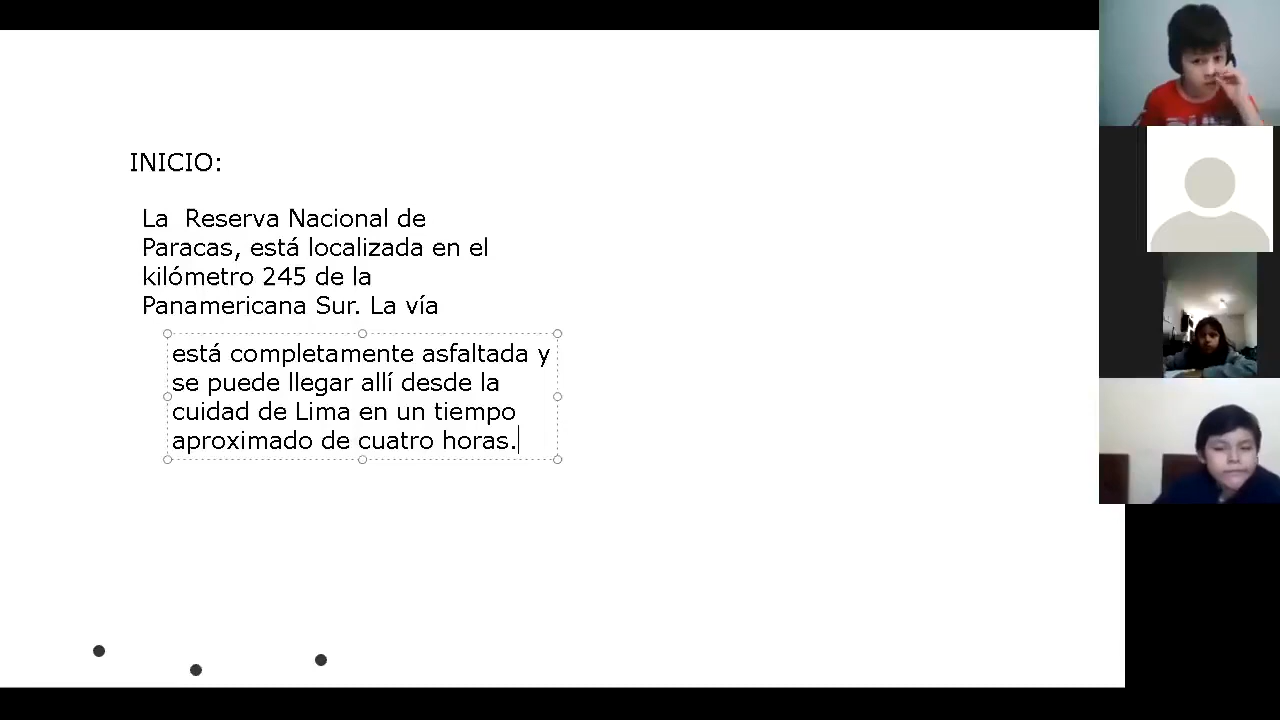 INICIO:
La Reserva Nacional de
Paracas, está localizada en el
kilómetro 245 de la
Panamericana Sur. La vía
está completamente asfaltada y
se puede llegar allí desde la
cuidad de Lima en un tiempo
aproximado de cuatro horas.